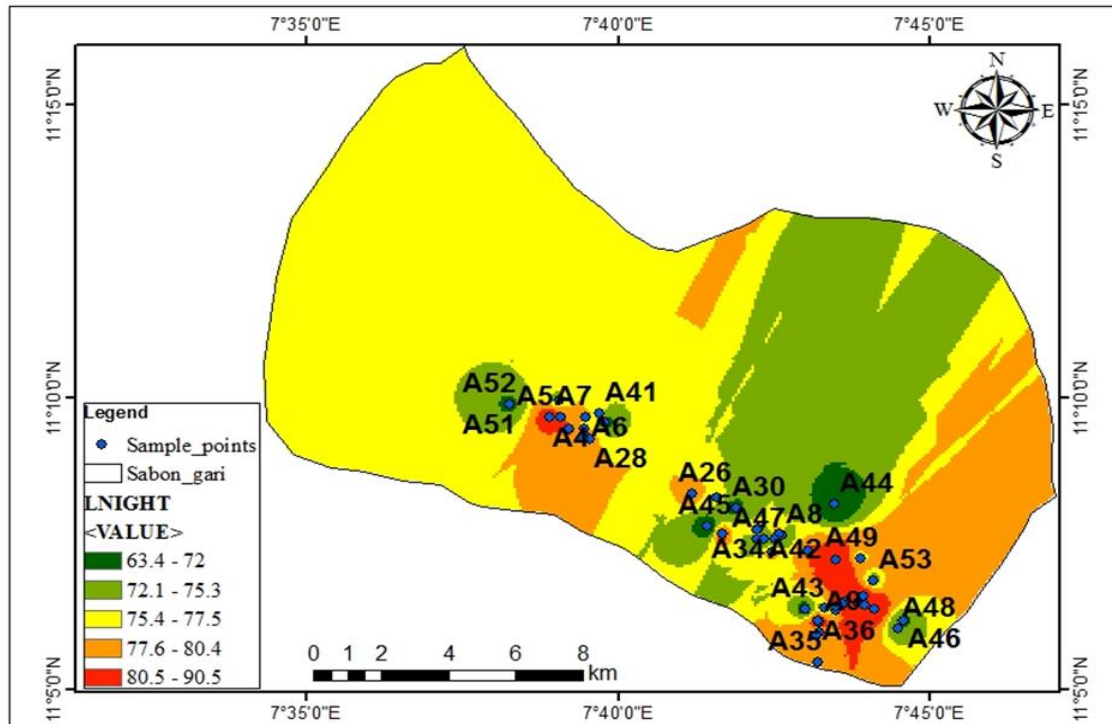 7°35'0"E 7°40'0"E 7°45'0"E
11°15'0"N 11°15'0"N
N
W E
S
11°10'0"N 11°10'0"N
A52 A5 A7 A41
A51 A4 A6
A28
A26 A30 A44
A45 A47 A8
A34 A42 A49
A53
A43 A9 A48
A35 A36 A46
Legend
Sample_points
Sabon_gari
LNIGHT
<VALUE>
63.4 - 72
72.1 - 75.3
75.4 - 77.5
77.6 - 80.4
80.5 - 90.5
0 1 2 4 6 8
km
11°5'0"N 11°5'0"N
7°35'0"E 7°40'0"E 7°45'0"E